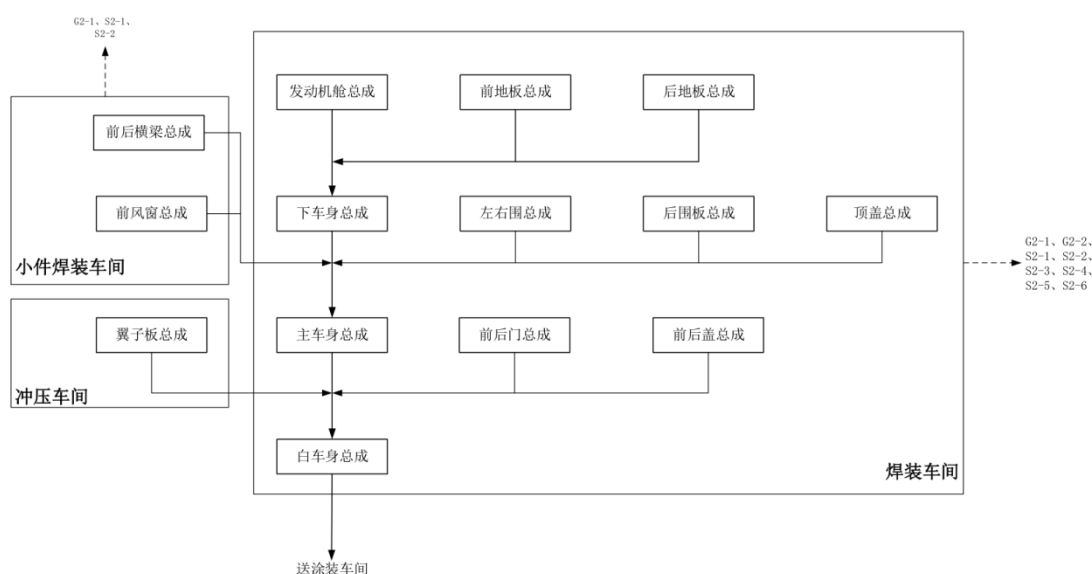 G2-1、S2-1、
S2-2
发动机舱总成
前地板总成
后地板总成
前后横梁总成
前风窗总成
下车身总成
左右围总成
后围板总成
顶盖总成
小件焊装车间
G2-1、G2-2、
S2-1、S2-2、
S2-3、S2-4、
S2-5、S2-6
翼子板总成
主车身总成
前后门总成
前后盖总成
冲压车间
白车身总成
焊装车间
送涂装车间